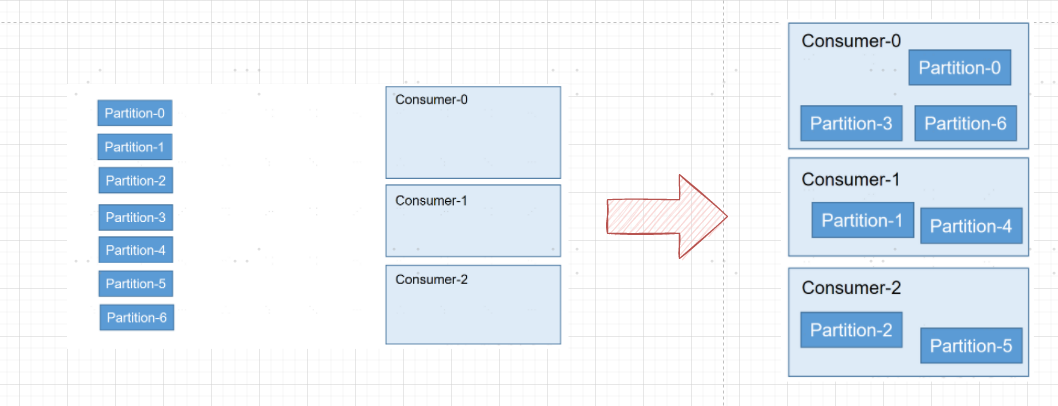 Partition-0
Partition-1
Partition-2
Partition-3
Partition-4
Partition-5
Partition-6
Consumer-0
Consumer-1
Consumer-2
Consumer-0
Partition-0
Partition-3
Partition-6
Consumer-1
Partition-1
Partition-4
Consumer-2
Partition-2
Partition-5